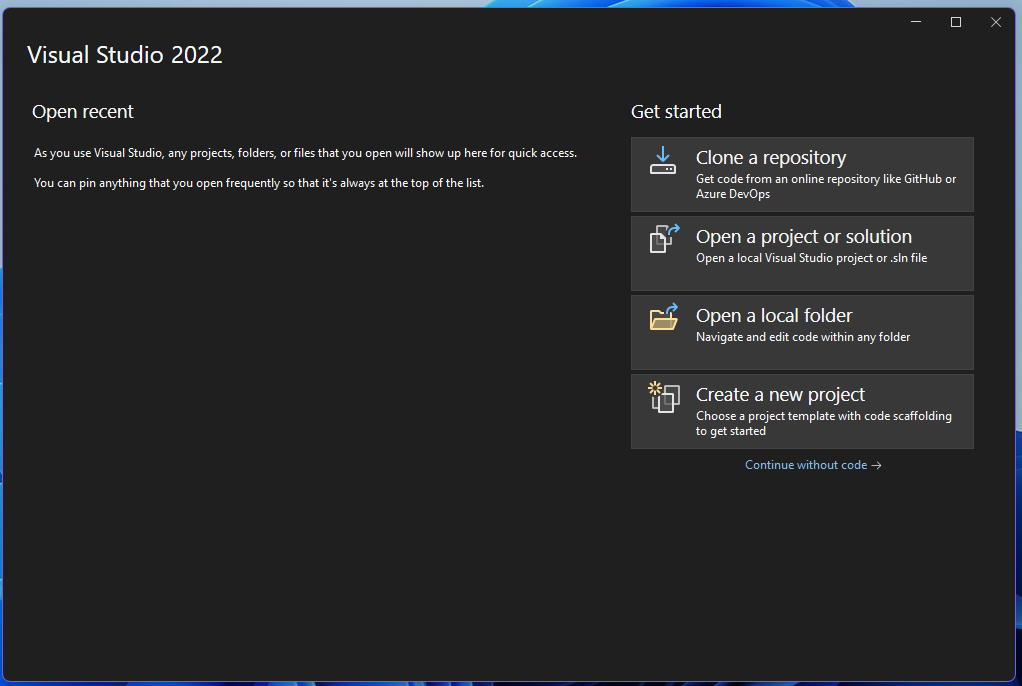 Visual Studio 2022
Open recent
As you use Visual Studio, any projects, folders, or files that you open will show up here for quick access.
You can pin anything that you open frequently so that it's always at the top of the list.
Get started
Clone a repository
Get code from an online repository like GitHub or
Azure DevOps
Open a project or solution
Open a local Visual Studio project or .sln file
Open a local folder
Navigate and edit code within any folder
Create a new project
Choose a project template with code scaffolding
to get started
Continue without code →